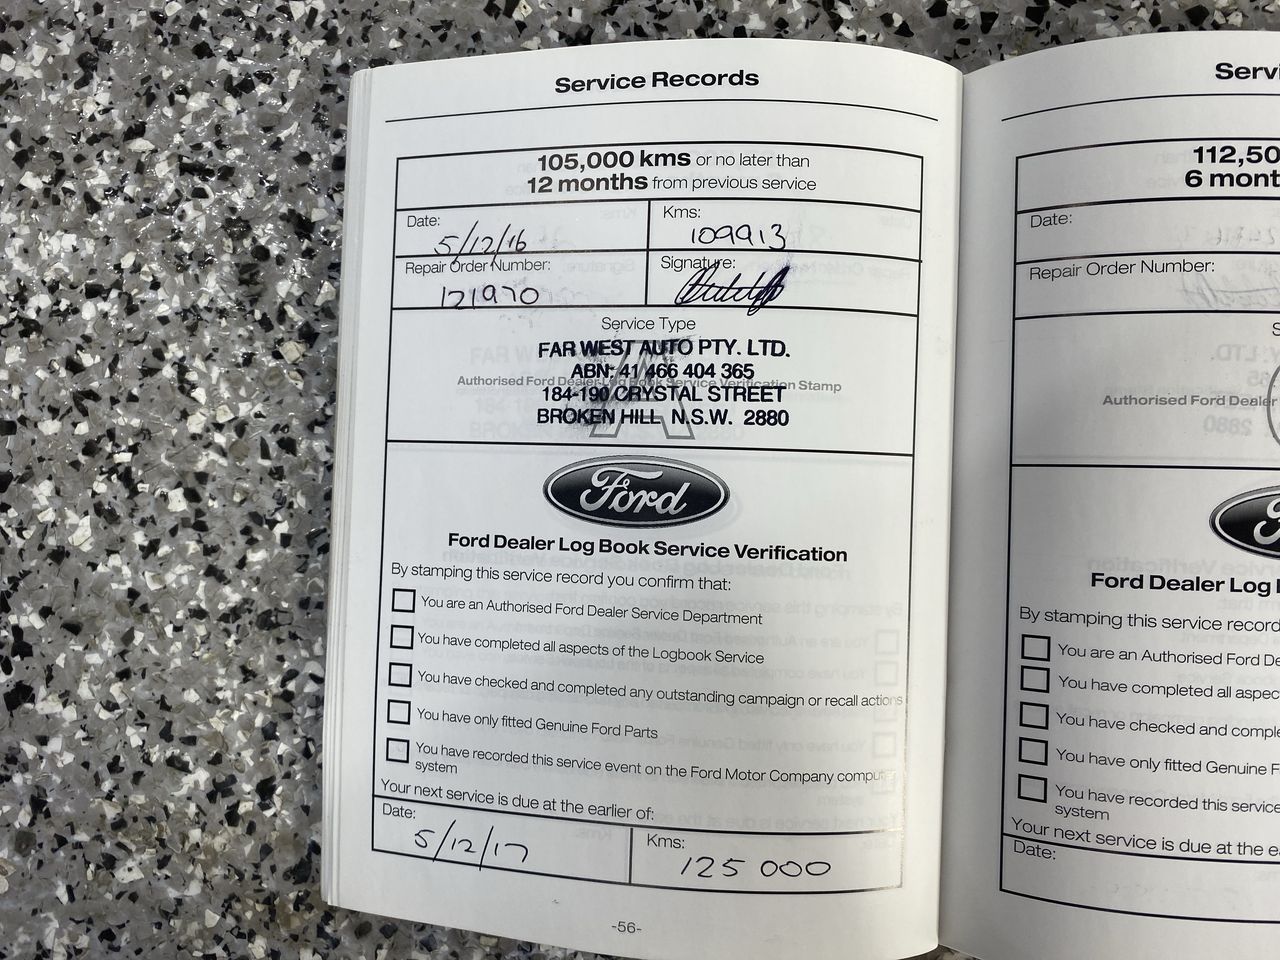 Service Records
105,000 kms or no later than
12 months from previous service
Date:
5/12/16
Kms:
109913
Repair Order Number:
121970
Signature:
Service Type
FAR WEST AUTO PTY. LTD.
ABN: 41 466 404 365
Authorised Ford Dealer Log Book Service Verification Stamp
184-190 CRYSTAL STREET
BROKEN HILL N.S.W. 2880
A
Ford
Ford Dealer Log Book Service Verification
By stamping this service record you confirm that:
You are an Authorised Ford Dealer Service Department
You have completed all aspects of the Logbook Service
You have checked and completed any outstanding campaign or recall actions
You have only fitted Genuine Ford Parts
You have recorded this service event on the Ford Motor Company computer
system
Your next service is due at the earlier of:
Date:
5/12/17
Kms:
125 000
-56-
Servi
112,50
6 mont
Date:
Repair Order Number:
S
Authorised Ford Dealer
Ford Dealer Log
By stamping this service record
You are an Authorised Ford De
You have completed all aspec
You have checked and comple
You have only fitted Genuine F
You have recorded this service
system
Your next service is due at the ea
Date: